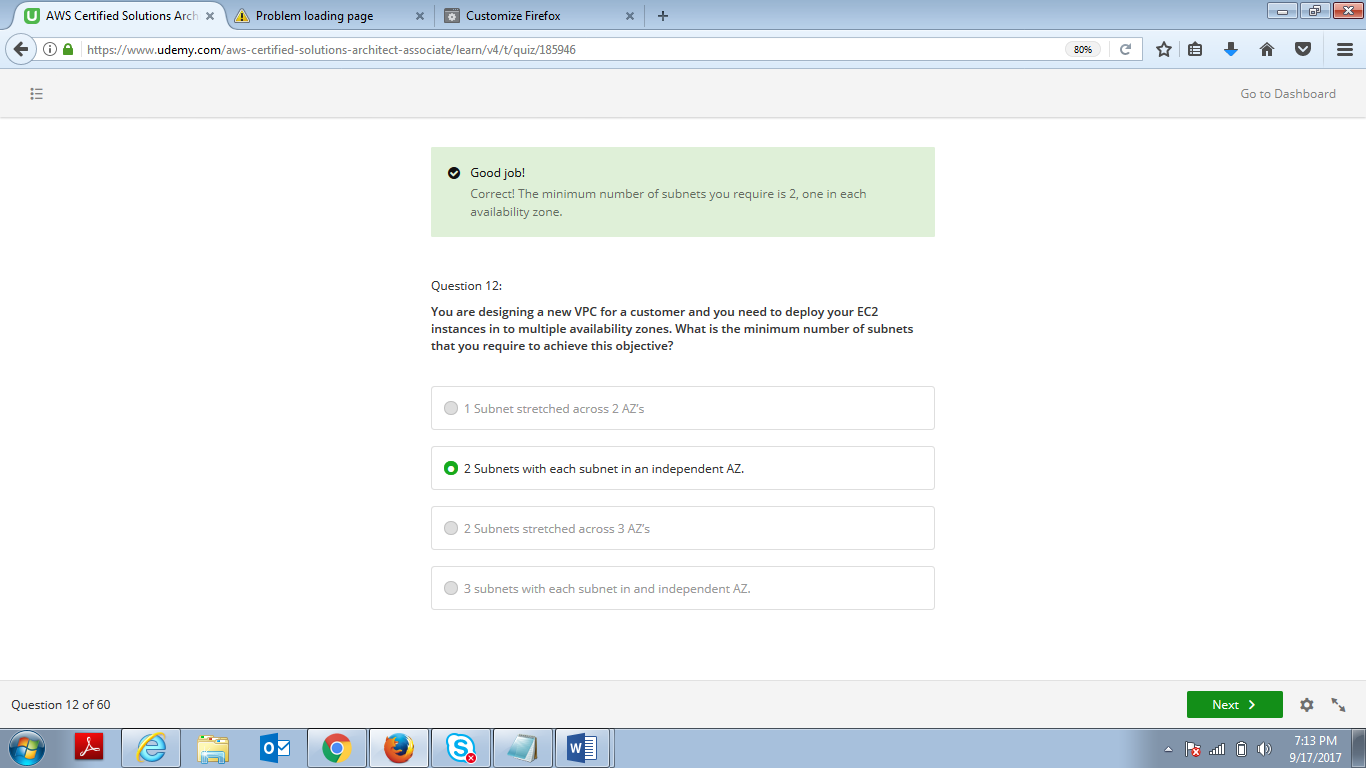 AWS Certified Solutions Arch
Problem loading page
Customize Firefox
https://www.udemy.com/aws-certified-solutions-architect-associate/learn/v4/t/quiz/185946
80%
Go to Dashboard
Good job!
Correct! The minimum number of subnets you require is 2, one in each
availability zone.
Question 12:
You are designing a new VPC for a customer and you need to deploy your EC2
instances in to multiple availability zones. What is the minimum number of subnets
that you require to achieve this objective?
1 Subnet stretched across 2 AZ’s
2 Subnets with each subnet in an independent AZ.
2 Subnets stretched across 3 AZ’s
3 subnets with each subnet in and independent AZ.
Question 12 of 60
Next
7:13 PM
9/17/2017